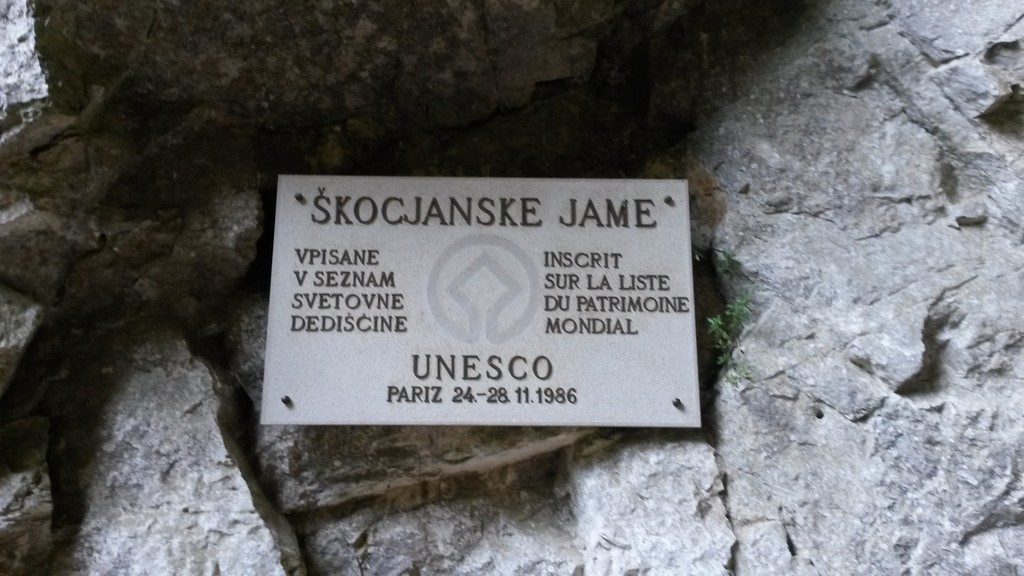 ŠKOCJANSKE JAME
VPISANE
V SEZNAM
SVETOVNE
DEDIŠČINE
INSCRIT
SUR LA LISTE
DU PATRIMOINE
MONDIAL
UNESCO
PARIZ 24.-28.11.1986